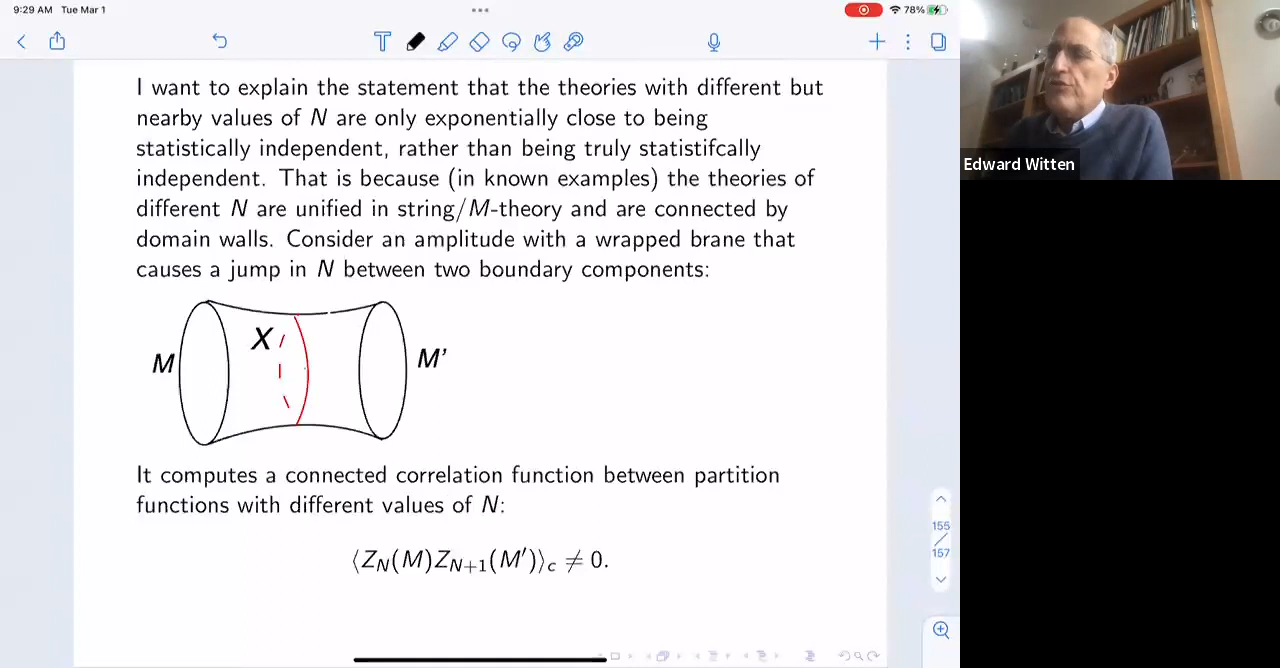 9:29 AM Tue Mar 1
78%
I want to explain the statement that the theories with different but
nearby values of N are only exponentially close to being
statistically independent, rather than being truly statistifcally
independent. That is because (in known examples) the theories of
different N are unified in string/M-theory and are connected by
domain walls. Consider an amplitude with a wrapped brane that
causes a jump in N between two boundary components:
X
M
M'
It computes a connected correlation function between partition
functions with different values of N:
⟨Z_N(M)Z_{N+1}(M')⟩_c ≠ 0.
155
157
Edward Witten